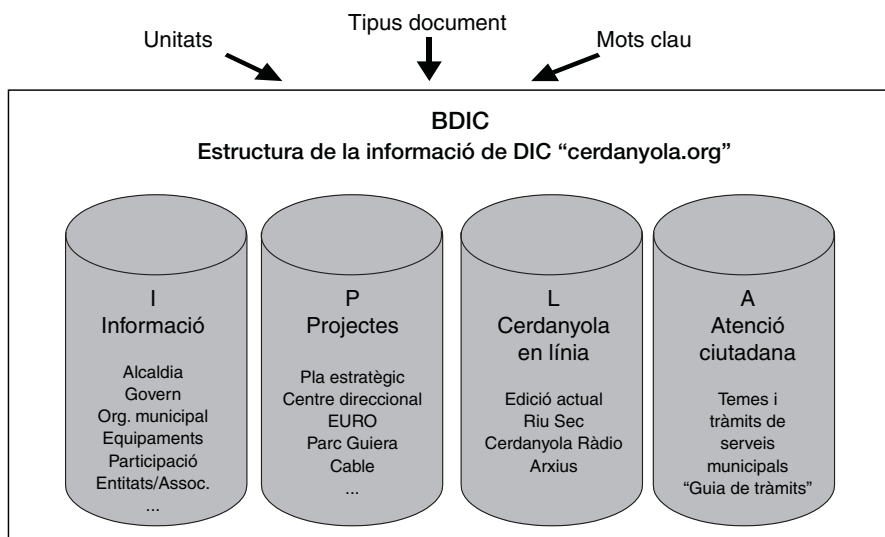 Unitats
Tipus document
Mots clau
BDIC
Estructura de la informació de DIC “cerdanyola.org”
I
Informació
Alcaldia
Govern
Org. municipal
Equipaments
Participació
Entitats/Assoc.
...
P
Projectes
Pla estratègic
Centre direccional
EURO
Parc Guiera
Cable
...
L
Cerdanyola
en línia
Edició actual
Riu Sec
Cerdanyola Ràdio
Arxius
A
Atenció
ciutadana
Temes i
tràmits de
serveis
municipals
“Guia de tràmits”